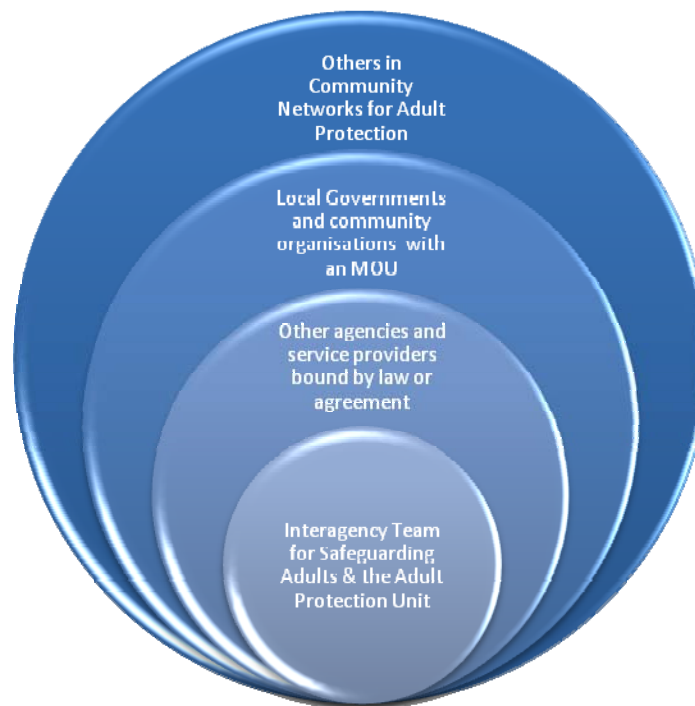 Others in
Community
Networks for Adult
Protection
Local Governments
and community
organisations with
an MOU
Other agencies and
service providers
bound by law or
agreement
Interagency Team
for Safeguarding
Adults & the Adult
Protection Unit